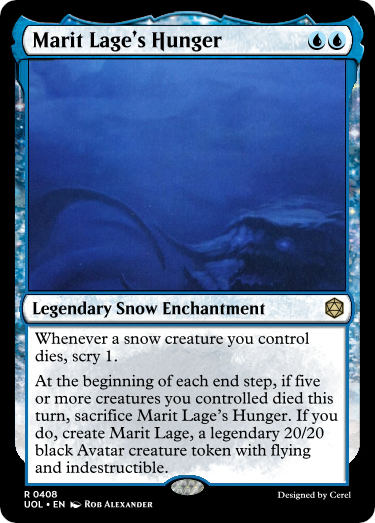 Marit Lage's Hunger
Legendary Snow Enchantment
Whenever a snow creature you control
dies, scry 1.
At the beginning of each end step, if five
or more creatures you controlled died this
turn, sacrifice Marit Lage's Hunger. If you
do, create Marit Lage, a legendary 20/20
black Avatar creature token with flying
and indestructible.
R 0408
UOL • EN Rob Alexander
Designed by Cerel